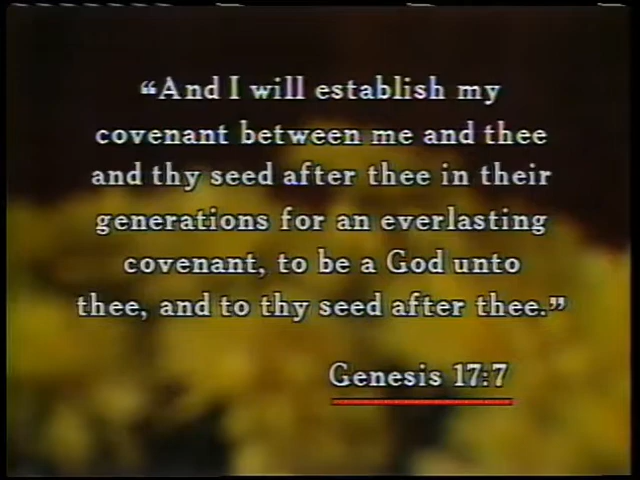 “And I will establish my
covenant between me and thee
and thy seed after thee in their
generations for an everlasting
covenant, to be a God unto
thee, and to thy seed after thee.”
Genesis 17:7